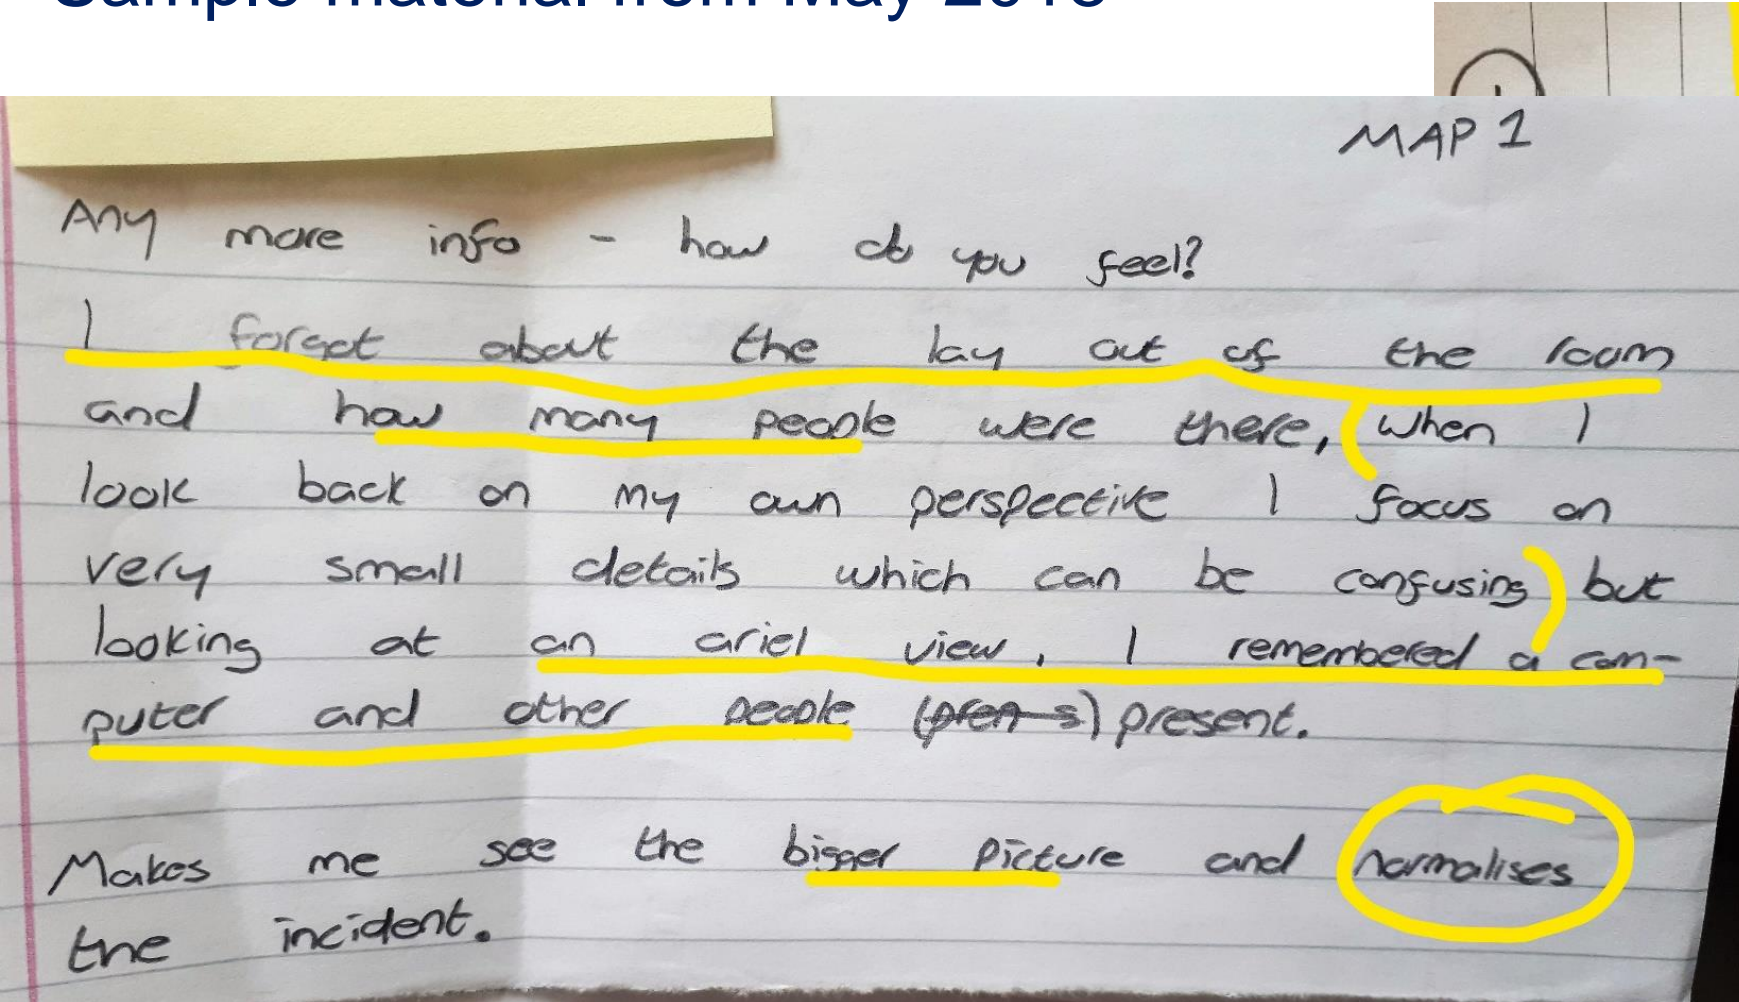 Sample material from May 2018
MAP 1
Any more info - how do you feel?
I forget about the lay out of the room
and how many people were there, when I
look back on my own perspective I focus on
very small details which can be confusing but
looking at an ariel view, I remembered a com-
puter and other people (pren s) present.
Makes me see the bigger picture and normalises
the incident.